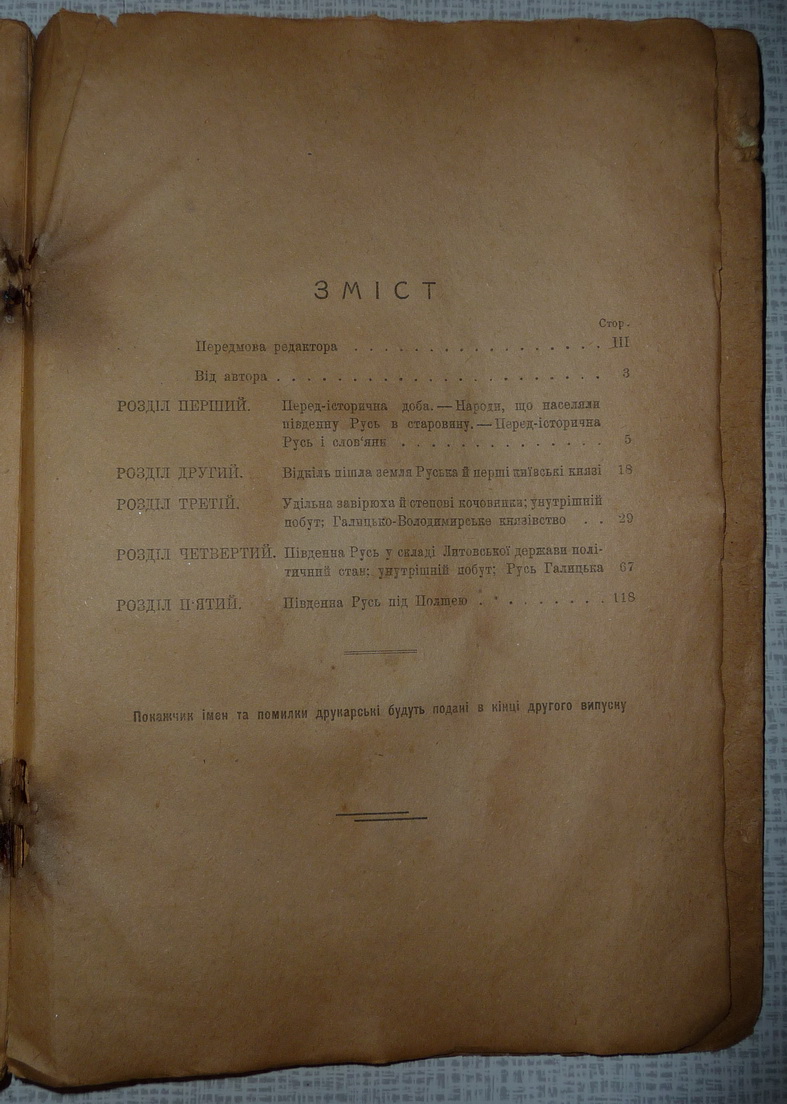 ЗМІСТ
Стор.
Передмова редактора . . . . . . . . . . . . . . . . . III
Від автора . . . . . . . . . . . . . . . . . . . . . . 3
РОЗДІЛ ПЕРШИЙ. Перед-історична доба. — Народи, що населяли
південну Русь в старовину. — Перед-історична
Русь і слов'янє . . . . . . . . . . . . . . 5
РОЗДІЛ ДРУГИЙ. Відкіль пішла земля Руська й перші київські князі 18
РОЗДІЛ ТРЕТІЙ. Удільна завірюха й степові кочовики; унутрішній
побут; Галицько-Володимирське князівство . . 29
РОЗДІЛ ЧЕТВЕРТИЙ. Південна Русь у складі Литовської держави полі-
тичний стан; унутрішній побут; Русь Галицька 67
РОЗДІЛ П'ЯТИЙ. Південна Русь під Полщею . . . . . . . . . 118
Покажчик імен та помилки друкарські будуть подані в кінці другого випуску